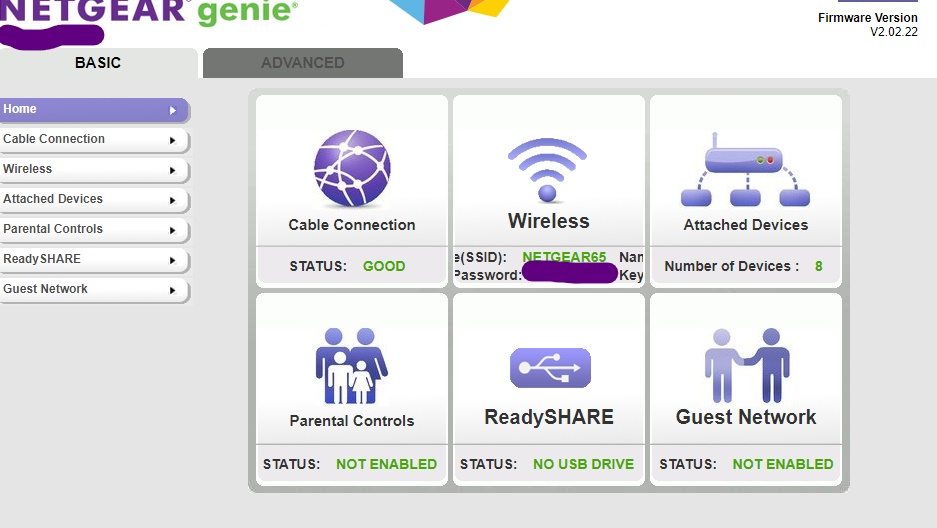 NETGEAR® genie®
Firmware Version
V2.02.22
BASIC
ADVANCED
Home
Cable Connection
Wireless
Attached Devices
Parental Controls
ReadySHARE
Guest Network
Cable Connection
STATUS: GOOD
Wireless
e(SSID): NETGEAR65 Nan
Password: Key
Attached Devices
Number of Devices : 8
Parental Controls
STATUS: NOT ENABLED
ReadySHARE
STATUS: NO USB DRIVE
Guest Network
STATUS: NOT ENABLED